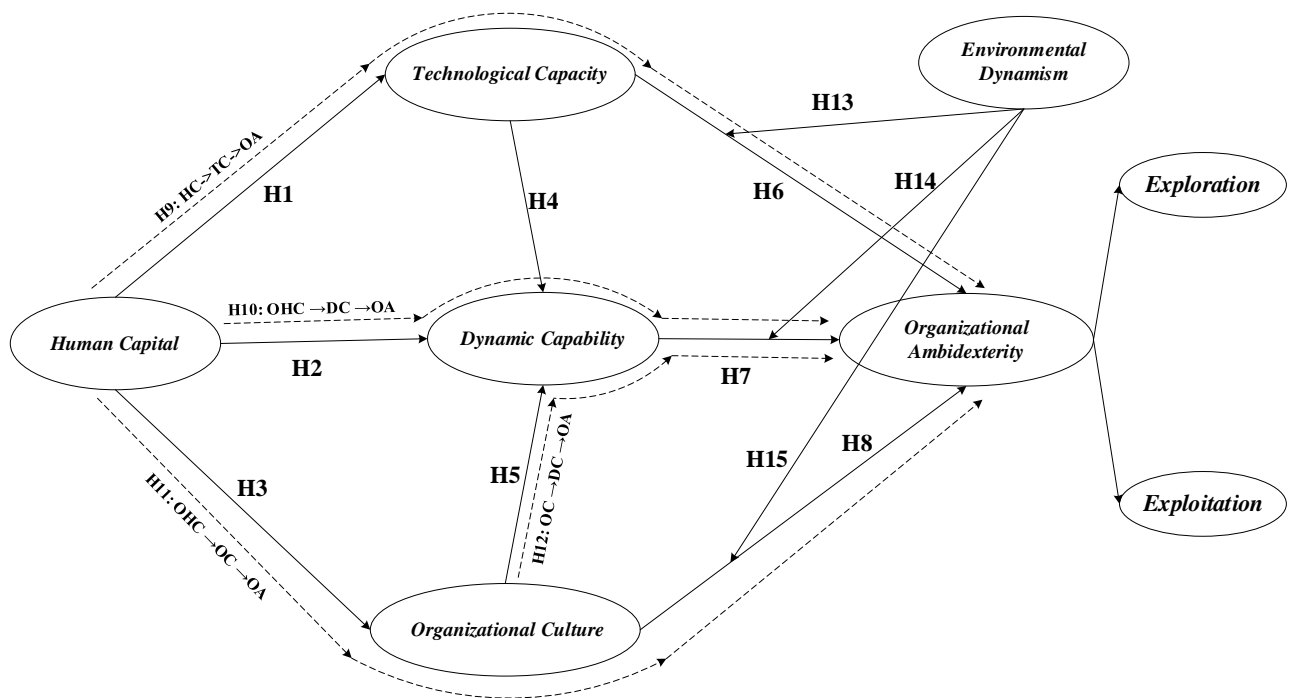 Technological Capacity
Environmental
Dynamism
H13
H9: HC->TC->OA
H1
H4
H6
H14
Exploration
H10: OHC →DC →OA
Human Capital
Dynamic Capability
Organizational
Ambidexterity
H2
H7
H3
H5
H12: OC →DC →OA
H15
H8
H11: OHC →OC →OA
Exploitation
Organizational Culture